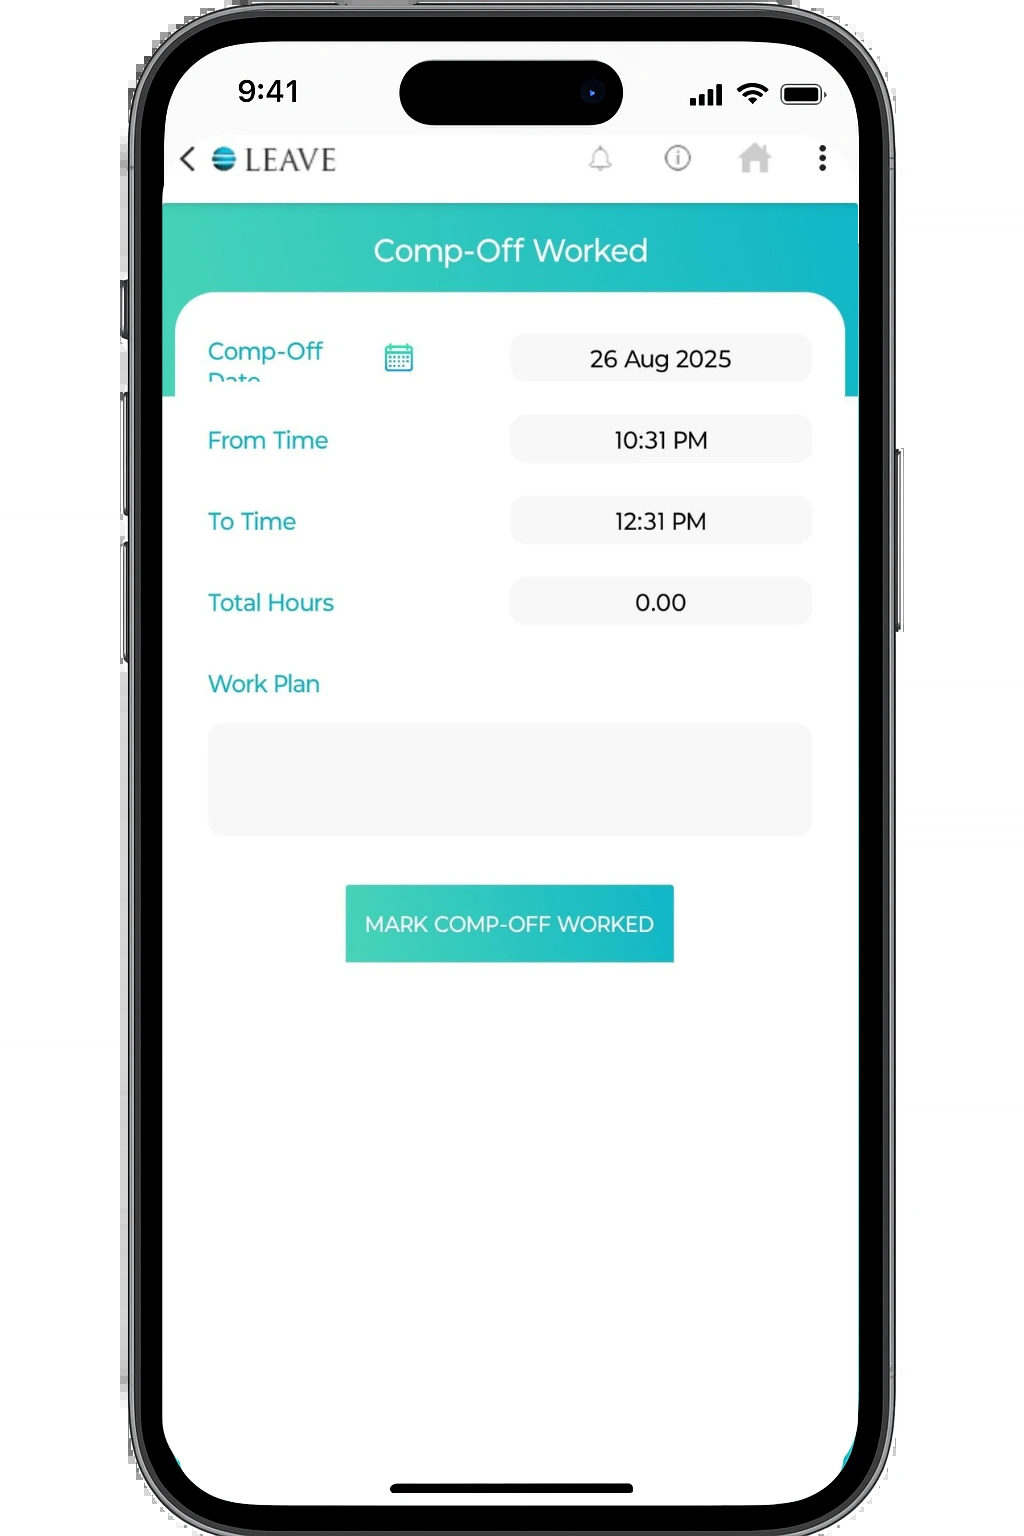 9:41
LEAVE
Comp-Off Worked
Comp-Off
Date
26 Aug 2025
From Time
10:31 PM
To Time
12:31 PM
Total Hours
0.00
Work Plan
MARK COMP-OFF WORKED